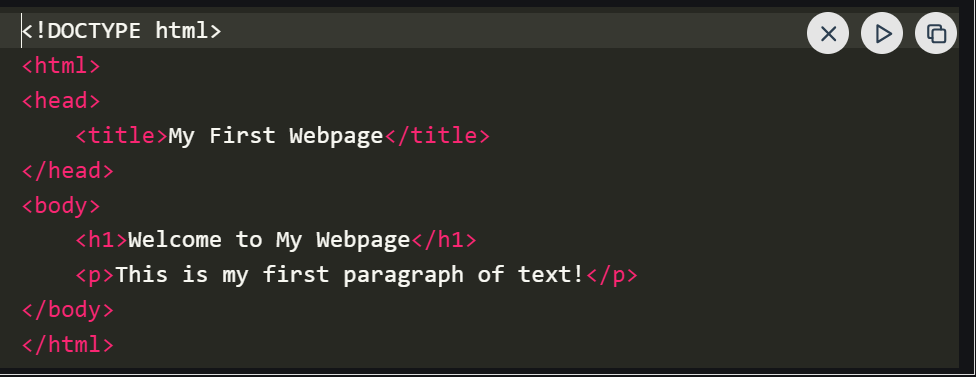 <!DOCTYPE html>
<html>
<head>
    <title>My First Webpage</title>
</head>
<body>
    <h1>Welcome to My Webpage</h1>
    <p>This is my first paragraph of text!</p>
</body>
</html>